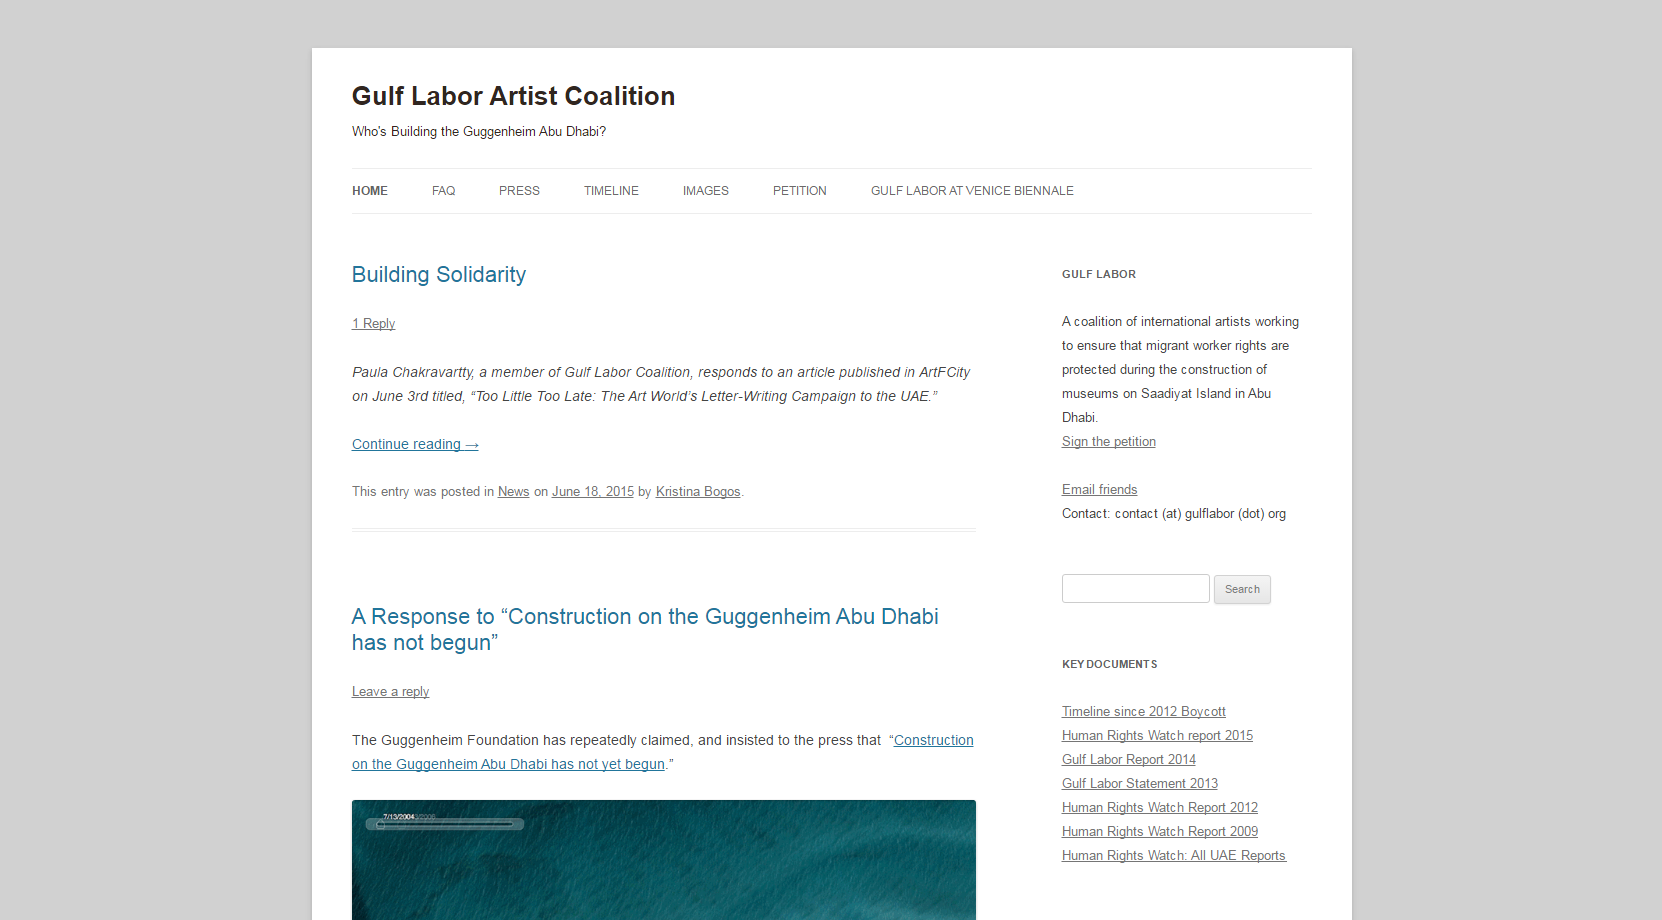 Gulf Labor Artist Coalition
Who's Building the Guggenheim Abu Dhabi?
HOME FAQ PRESS TIMELINE IMAGES PETITION GULF LABOR AT VENICE BIENNALE
Building Solidarity
1 Reply
Paula Chakravartty, a member of Gulf Labor Coalition, responds to an article published in ArtFCity
on June 3rd titled, “Too Little Too Late: The Art World’s Letter-Writing Campaign to the UAE.”
Continue reading →
This entry was posted in News on June 18, 2015 by Kristina Bogos.
A Response to “Construction on the Guggenheim Abu Dhabi
has not begun”
Leave a reply
The Guggenheim Foundation has repeatedly claimed, and insisted to the press that “Construction
on the Guggenheim Abu Dhabi has not yet begun.”
7/13/2004
GULF LABOR
A coalition of international artists working
to ensure that migrant worker rights are
protected during the construction of
museums on Saadiyat Island in Abu
Dhabi.
Sign the petition
Email friends
Contact: contact (at) gulflabor (dot) org
Search
KEY DOCUMENTS
Timeline since 2012 Boycott
Human Rights Watch report 2015
Gulf Labor Report 2014
Gulf Labor Statement 2013
Human Rights Watch Report 2012
Human Rights Watch Report 2009
Human Rights Watch: All UAE Reports